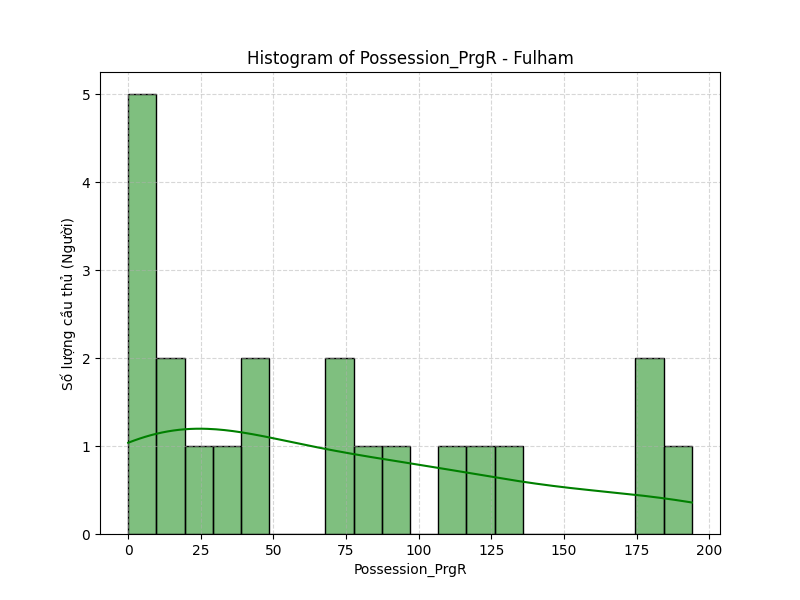 Histogram of Possession_PrgR - Fulham
Số lượng cầu thủ (Người)
5
4
3
2
1
0
0 25 50 75 100 125 150 175 200
Possession_PrgR